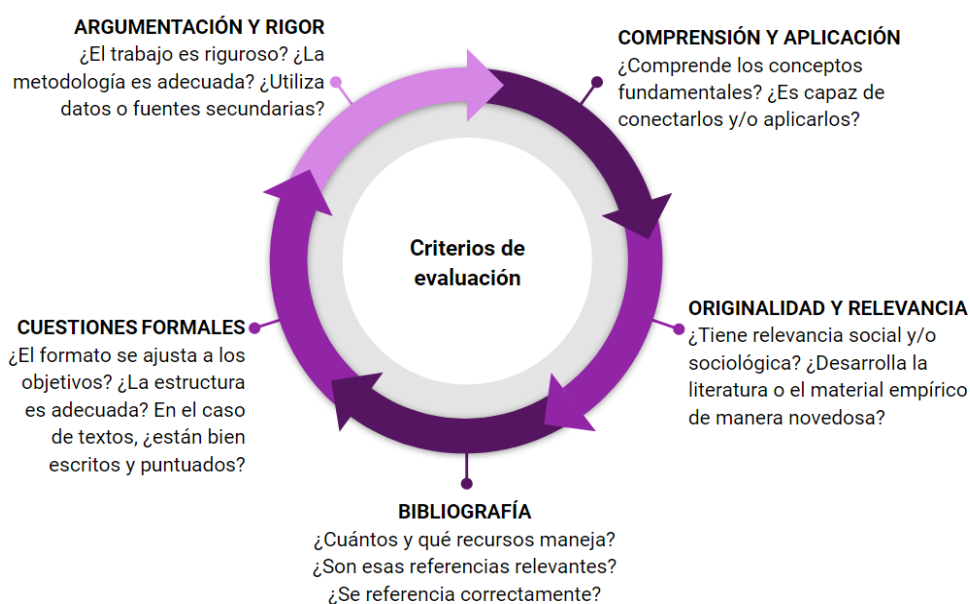 ARGUMENTACIÓN Y RIGOR
¿El trabajo es riguroso? ¿La
metodología es adecuada? ¿Utiliza
datos o fuentes secundarias?
COMPRENSIÓN Y APLICACIÓN
¿Comprende los conceptos
fundamentales? ¿Es capaz de
conectarlos y/o aplicarlos?
Criterios de
evaluación
ORIGINALIDAD Y RELEVANCIA
¿Tiene relevancia social y/o
sociológica? ¿Desarrolla la
literatura o el material empírico
de manera novedosa?
CUESTIONES FORMALES
¿El formato se ajusta a los
objetivos? ¿La estructura
es adecuada? En el caso
de textos, ¿están bien
escritos y puntuados?
BIBLIOGRAFÍA
¿Cuántos y qué recursos maneja?
¿Son esas referencias relevantes?
¿Se referencia correctamente?